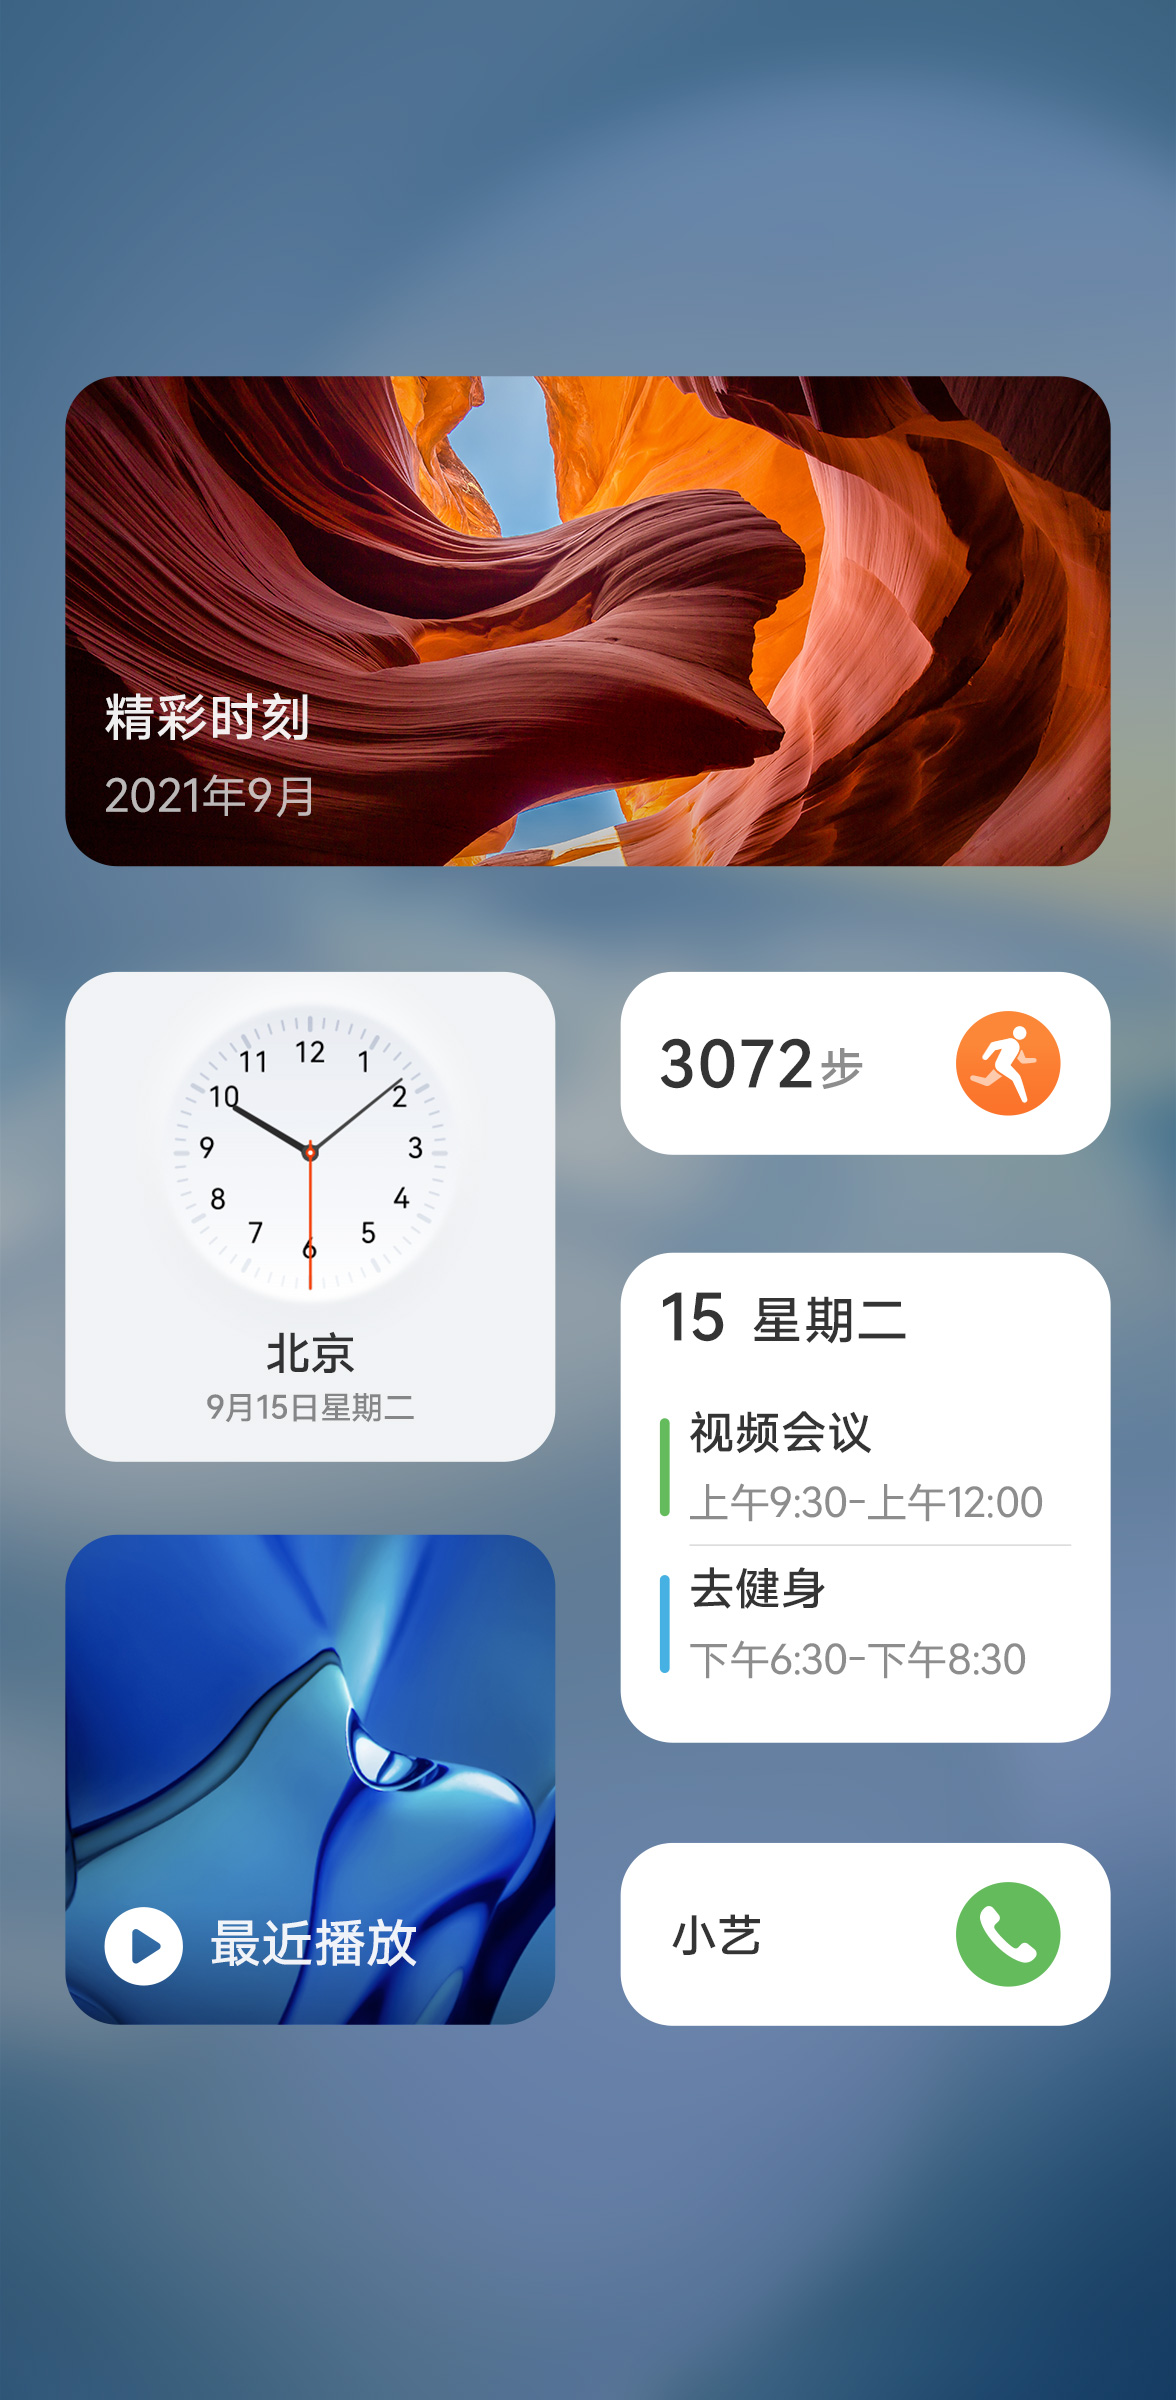 精彩时刻
2021年9月
12
11
1
10
2
9
3
8
4
7
5
6
北京
9月15日星期二
3072步
15 星期二
视频会议
上午9:30-上午12:00
去健身
下午6:30-下午8:30
最近播放
小艺